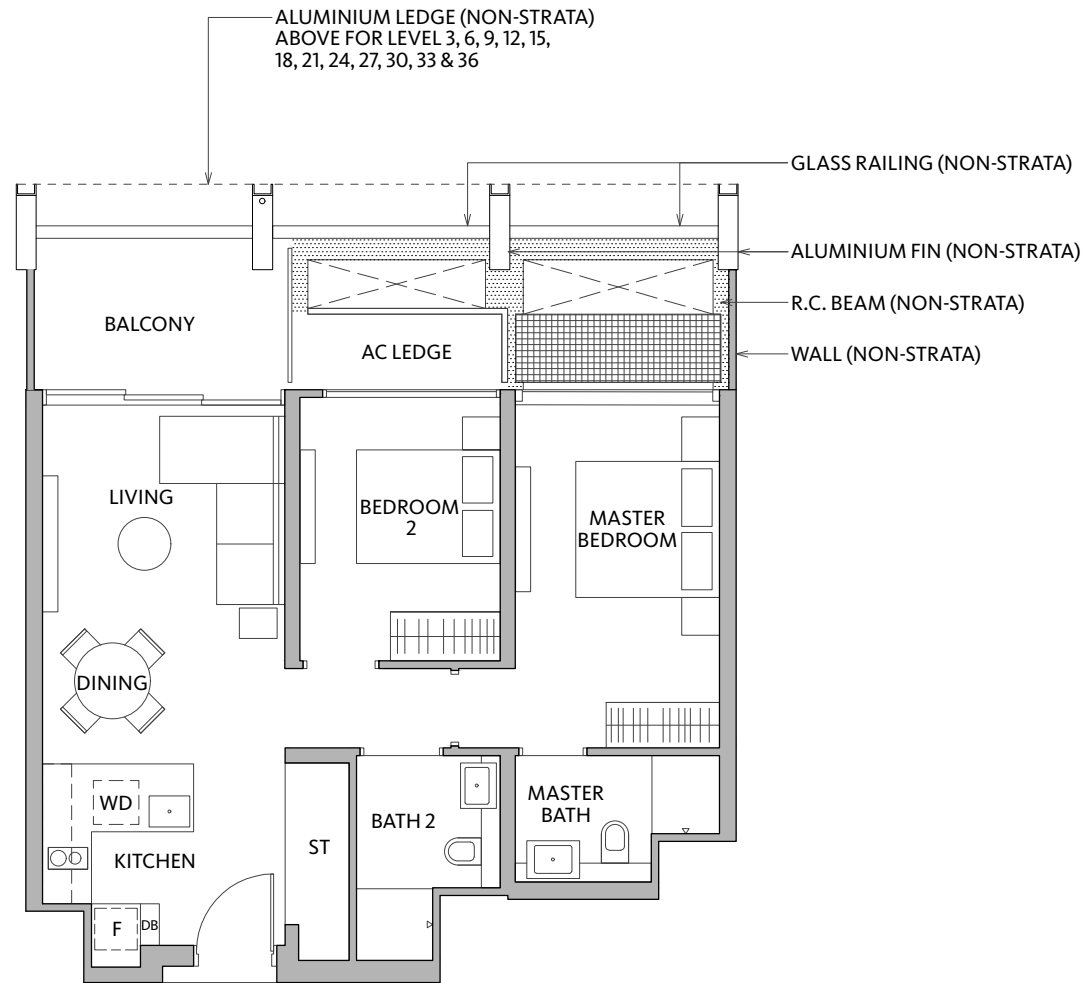 ALUMINIUM LEDGE (NON-STRATA)
ABOVE FOR LEVEL 3, 6, 9, 12, 15,
18, 21, 24, 27, 30, 33 & 36
GLASS RAILING (NON-STRATA)
ALUMINIUM FIN (NON-STRATA)
R.C. BEAM (NON-STRATA)
WALL (NON-STRATA)
BALCONY
AC LEDGE
LIVING
BEDROOM
2
MASTER
BEDROOM
DINING
WD
KITCHEN
ST
BATH 2
MASTER
BATH
F
DB